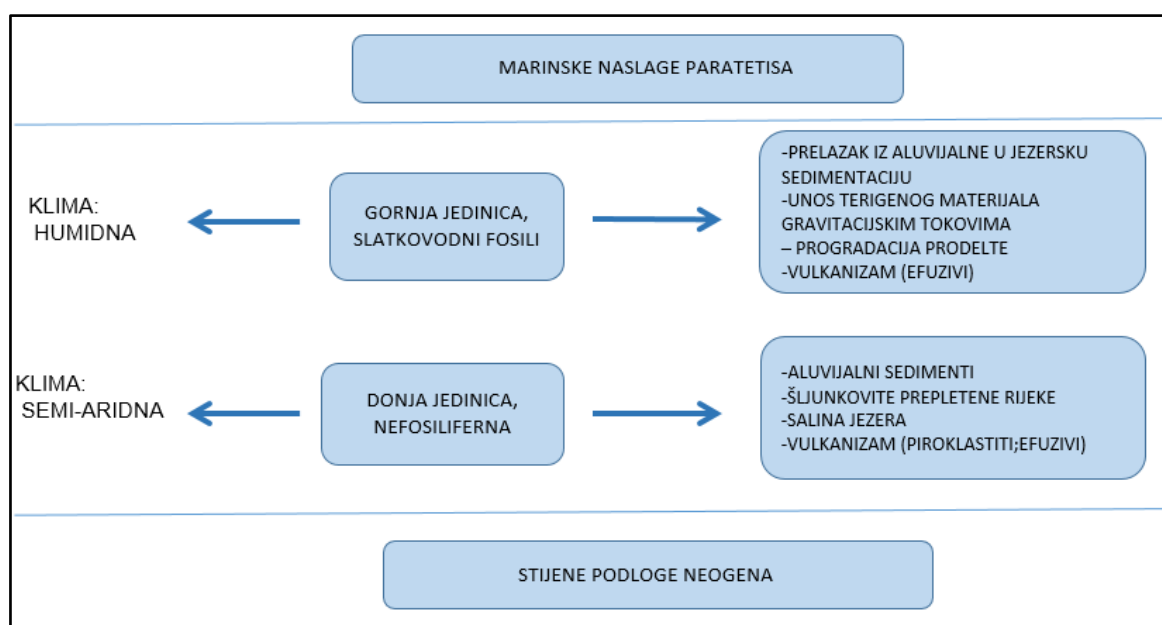 MARINSKE NASLAGE PARATETISA
KLIMA:
HUMIDNA
GORNJA JEDINICA,
SLATKOVODNI FOSILI
-PRELAZAK IZ ALUVIJALNE U JEZERSKU
SEDIMENTACIJU
-UNOS TERIGENOG MATERIJALA
GRAVITACIJSKIM TOKOVIMA
– PROGRADACIJA PRODELTE
-VULKANIZAM (EFUZIVI)
KLIMA:
SEMI-ARIDNA
DONJA JEDINICA,
NEFOSILIFERNA
-ALUVIJALNI SEDIMENTI
-ŠLJUNKOVITE PREPLETENE RIJEKE
-SALINA JEZERA
-VULKANIZAM (PIROKLASTITI;EFUZIVI)
STIJENE PODLOGE NEOGENA